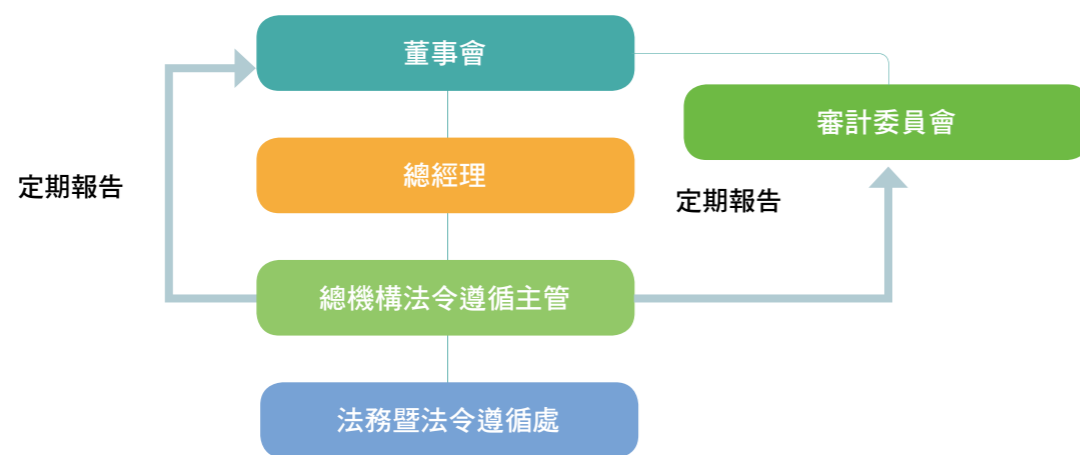 董事會
審計委員會
總經理
定期報告
定期報告
總機構法令遵循主管
法務暨法令遵循處